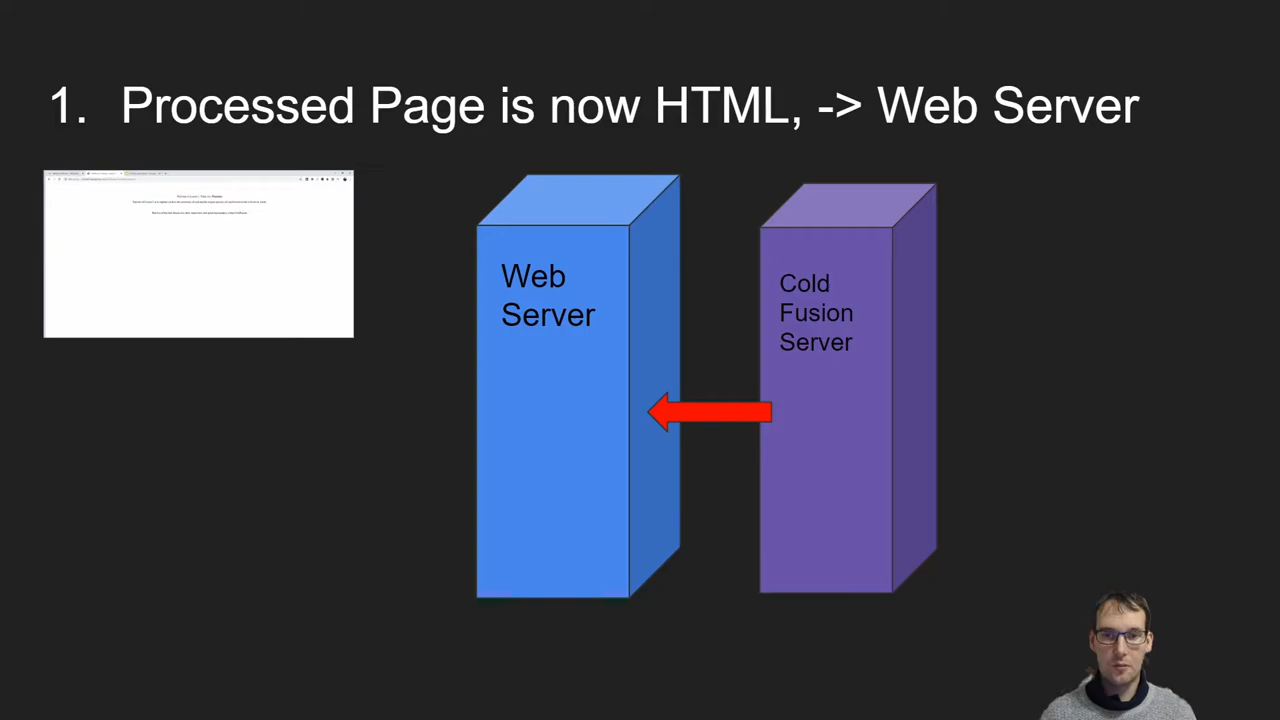 1. Processed Page is now HTML, -> Web Server
Web
Server
Cold
Fusion
Server